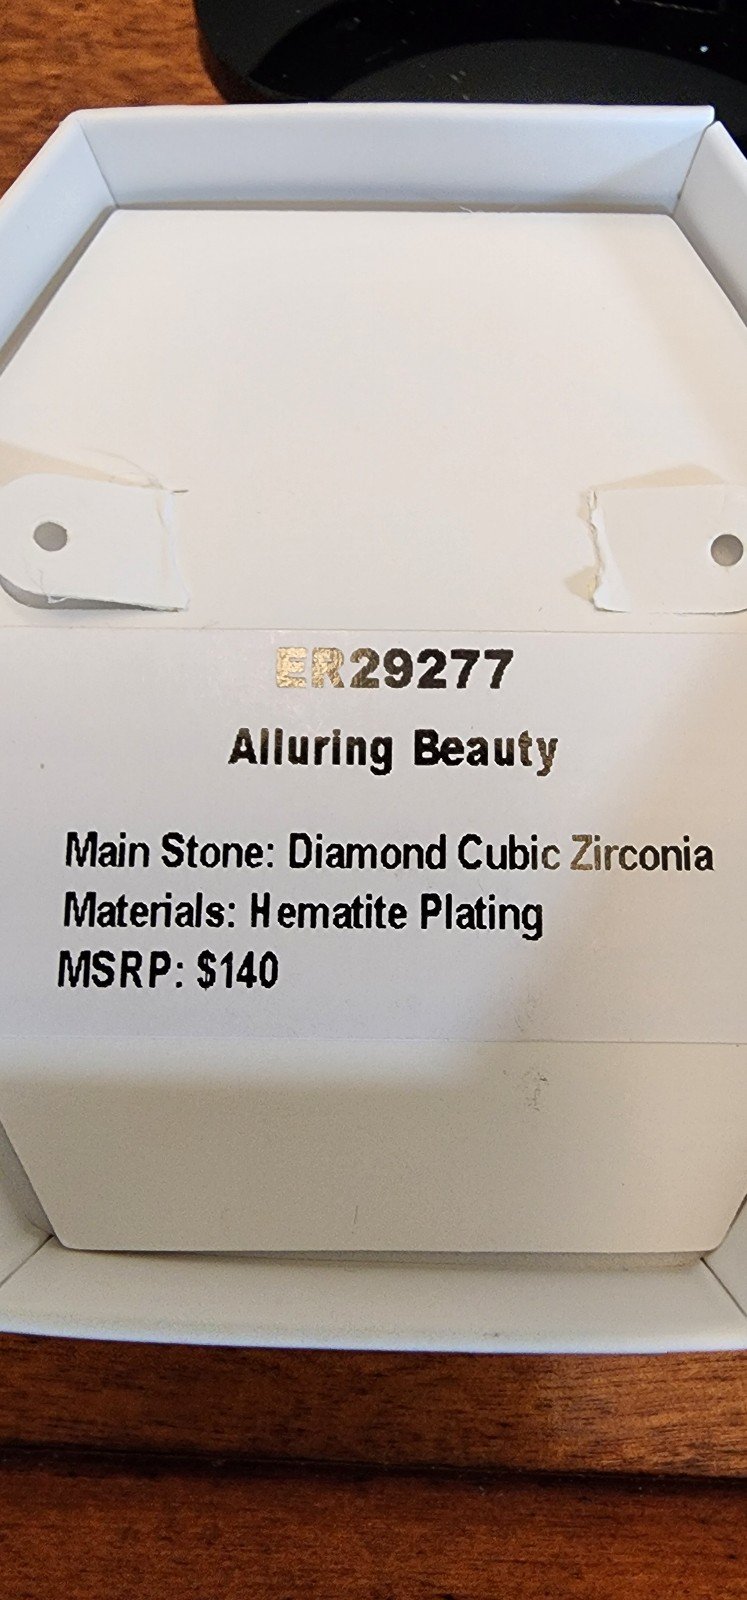 ER29277
Alluring Beauty
Main Stone: Diamond Cubic Zirconia
Materials: Hematite Plating
MSRP: $140